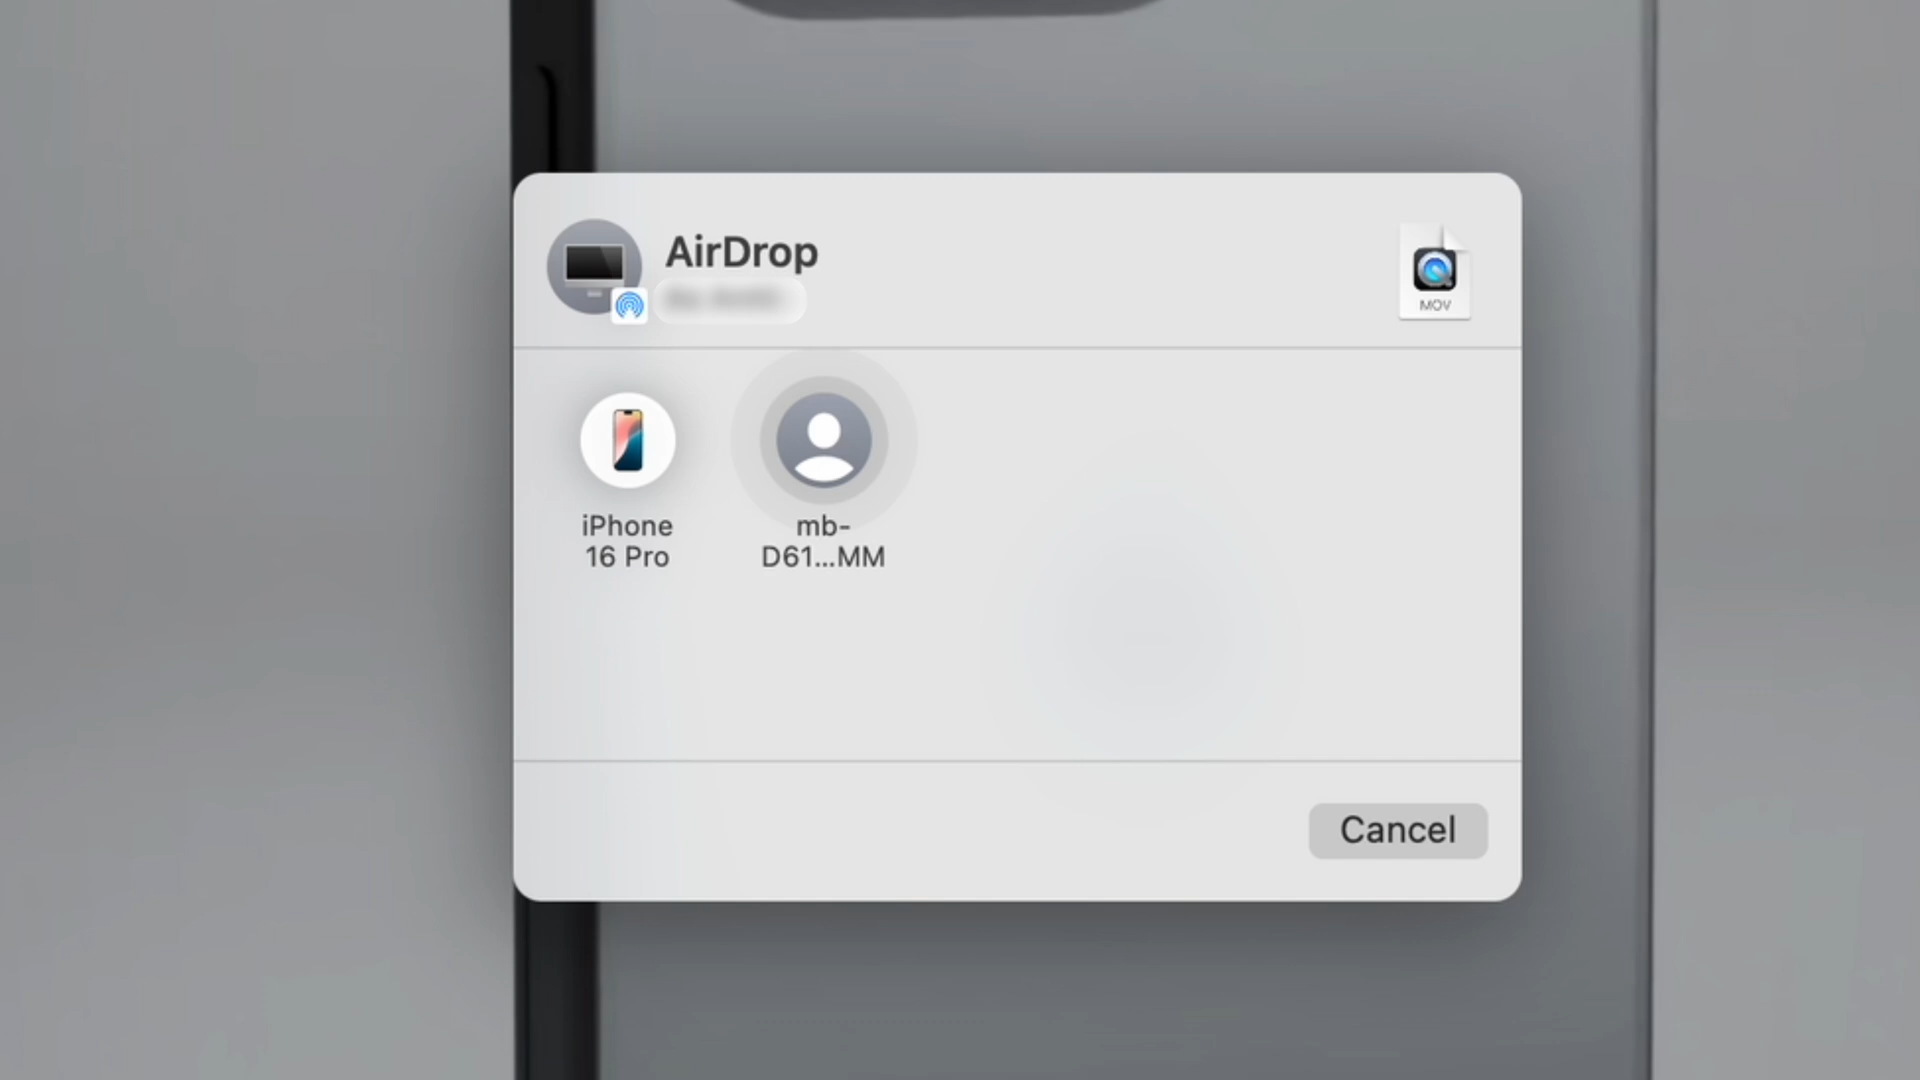 AirDrop
MOV
iPhone
16 Pro
mb-
D61...MM
Cancel